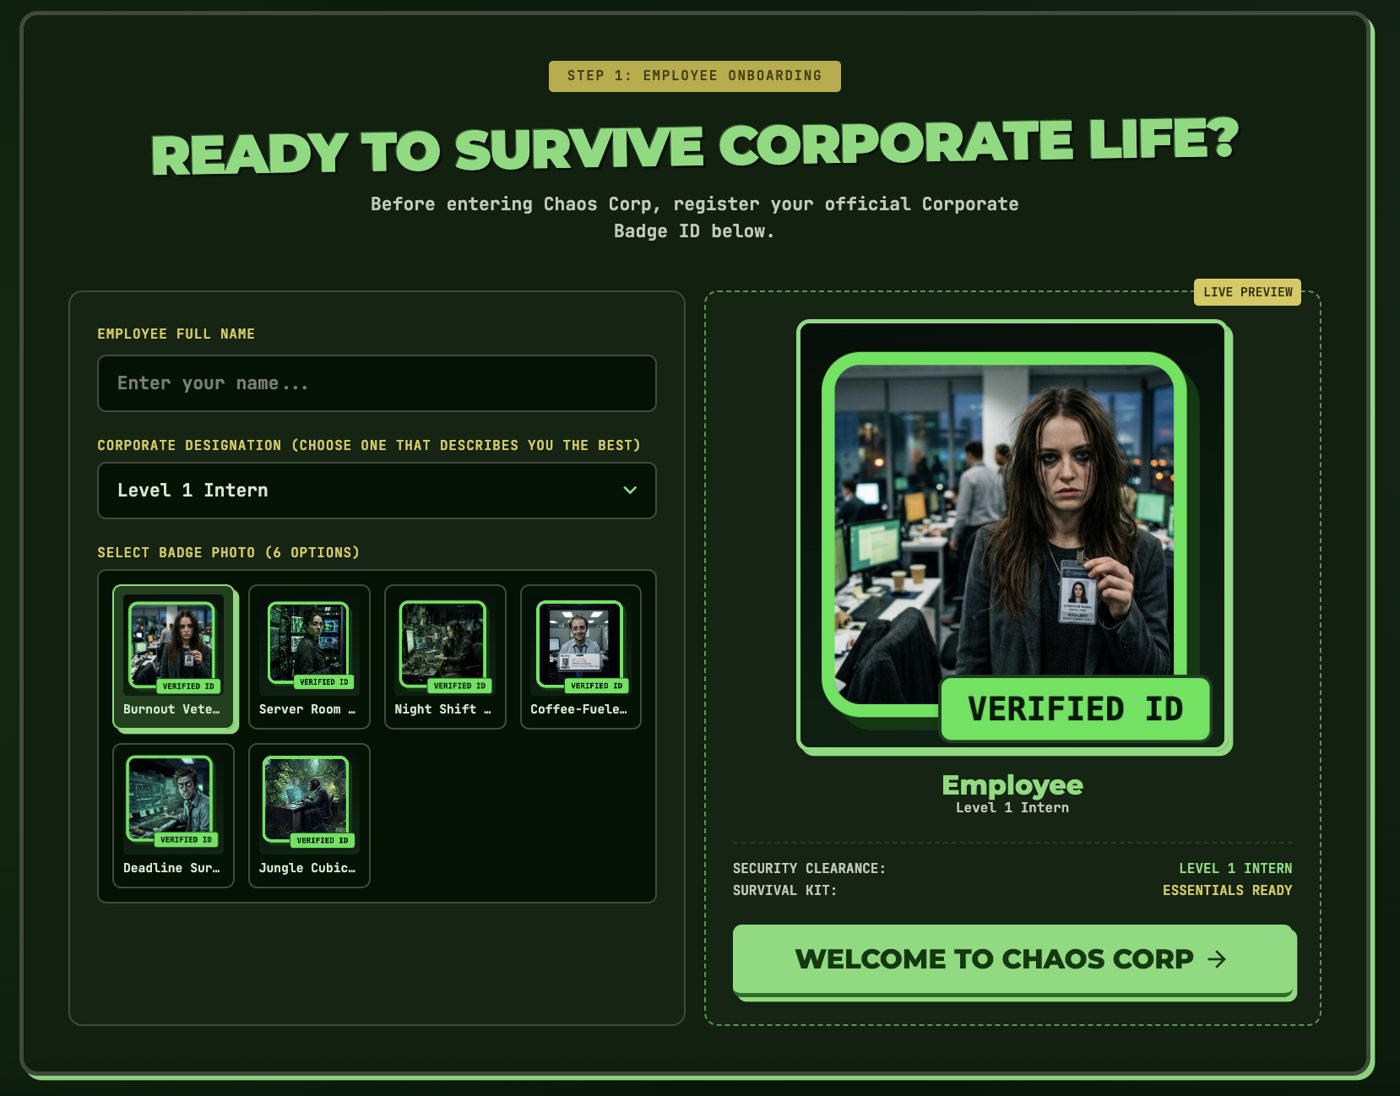 STEP 1: EMPLOYEE ONBOARDING
READY TO SURVIVE CORPORATE LIFE?
Before entering Chaos Corp, register your official Corporate
Badge ID below.
EMPLOYEE FULL NAME
Enter your name...
CORPORATE DESIGNATION (CHOOSE ONE THAT DESCRIBES YOU THE BEST)
Level 1 Intern
SELECT BADGE PHOTO (6 OPTIONS)
VERIFIED ID
Burnout Vete…
VERIFIED ID
Server Room …
VERIFIED ID
Night Shift …
VERIFIED ID
Coffee-Fuele…
VERIFIED ID
Deadline Sur…
VERIFIED ID
Jungle Cubic…
LIVE PREVIEW
VERIFIED ID
Employee
Level 1 Intern
SECURITY CLEARANCE: LEVEL 1 INTERN
SURVIVAL KIT: ESSENTIALS READY
WELCOME TO CHAOS CORP →